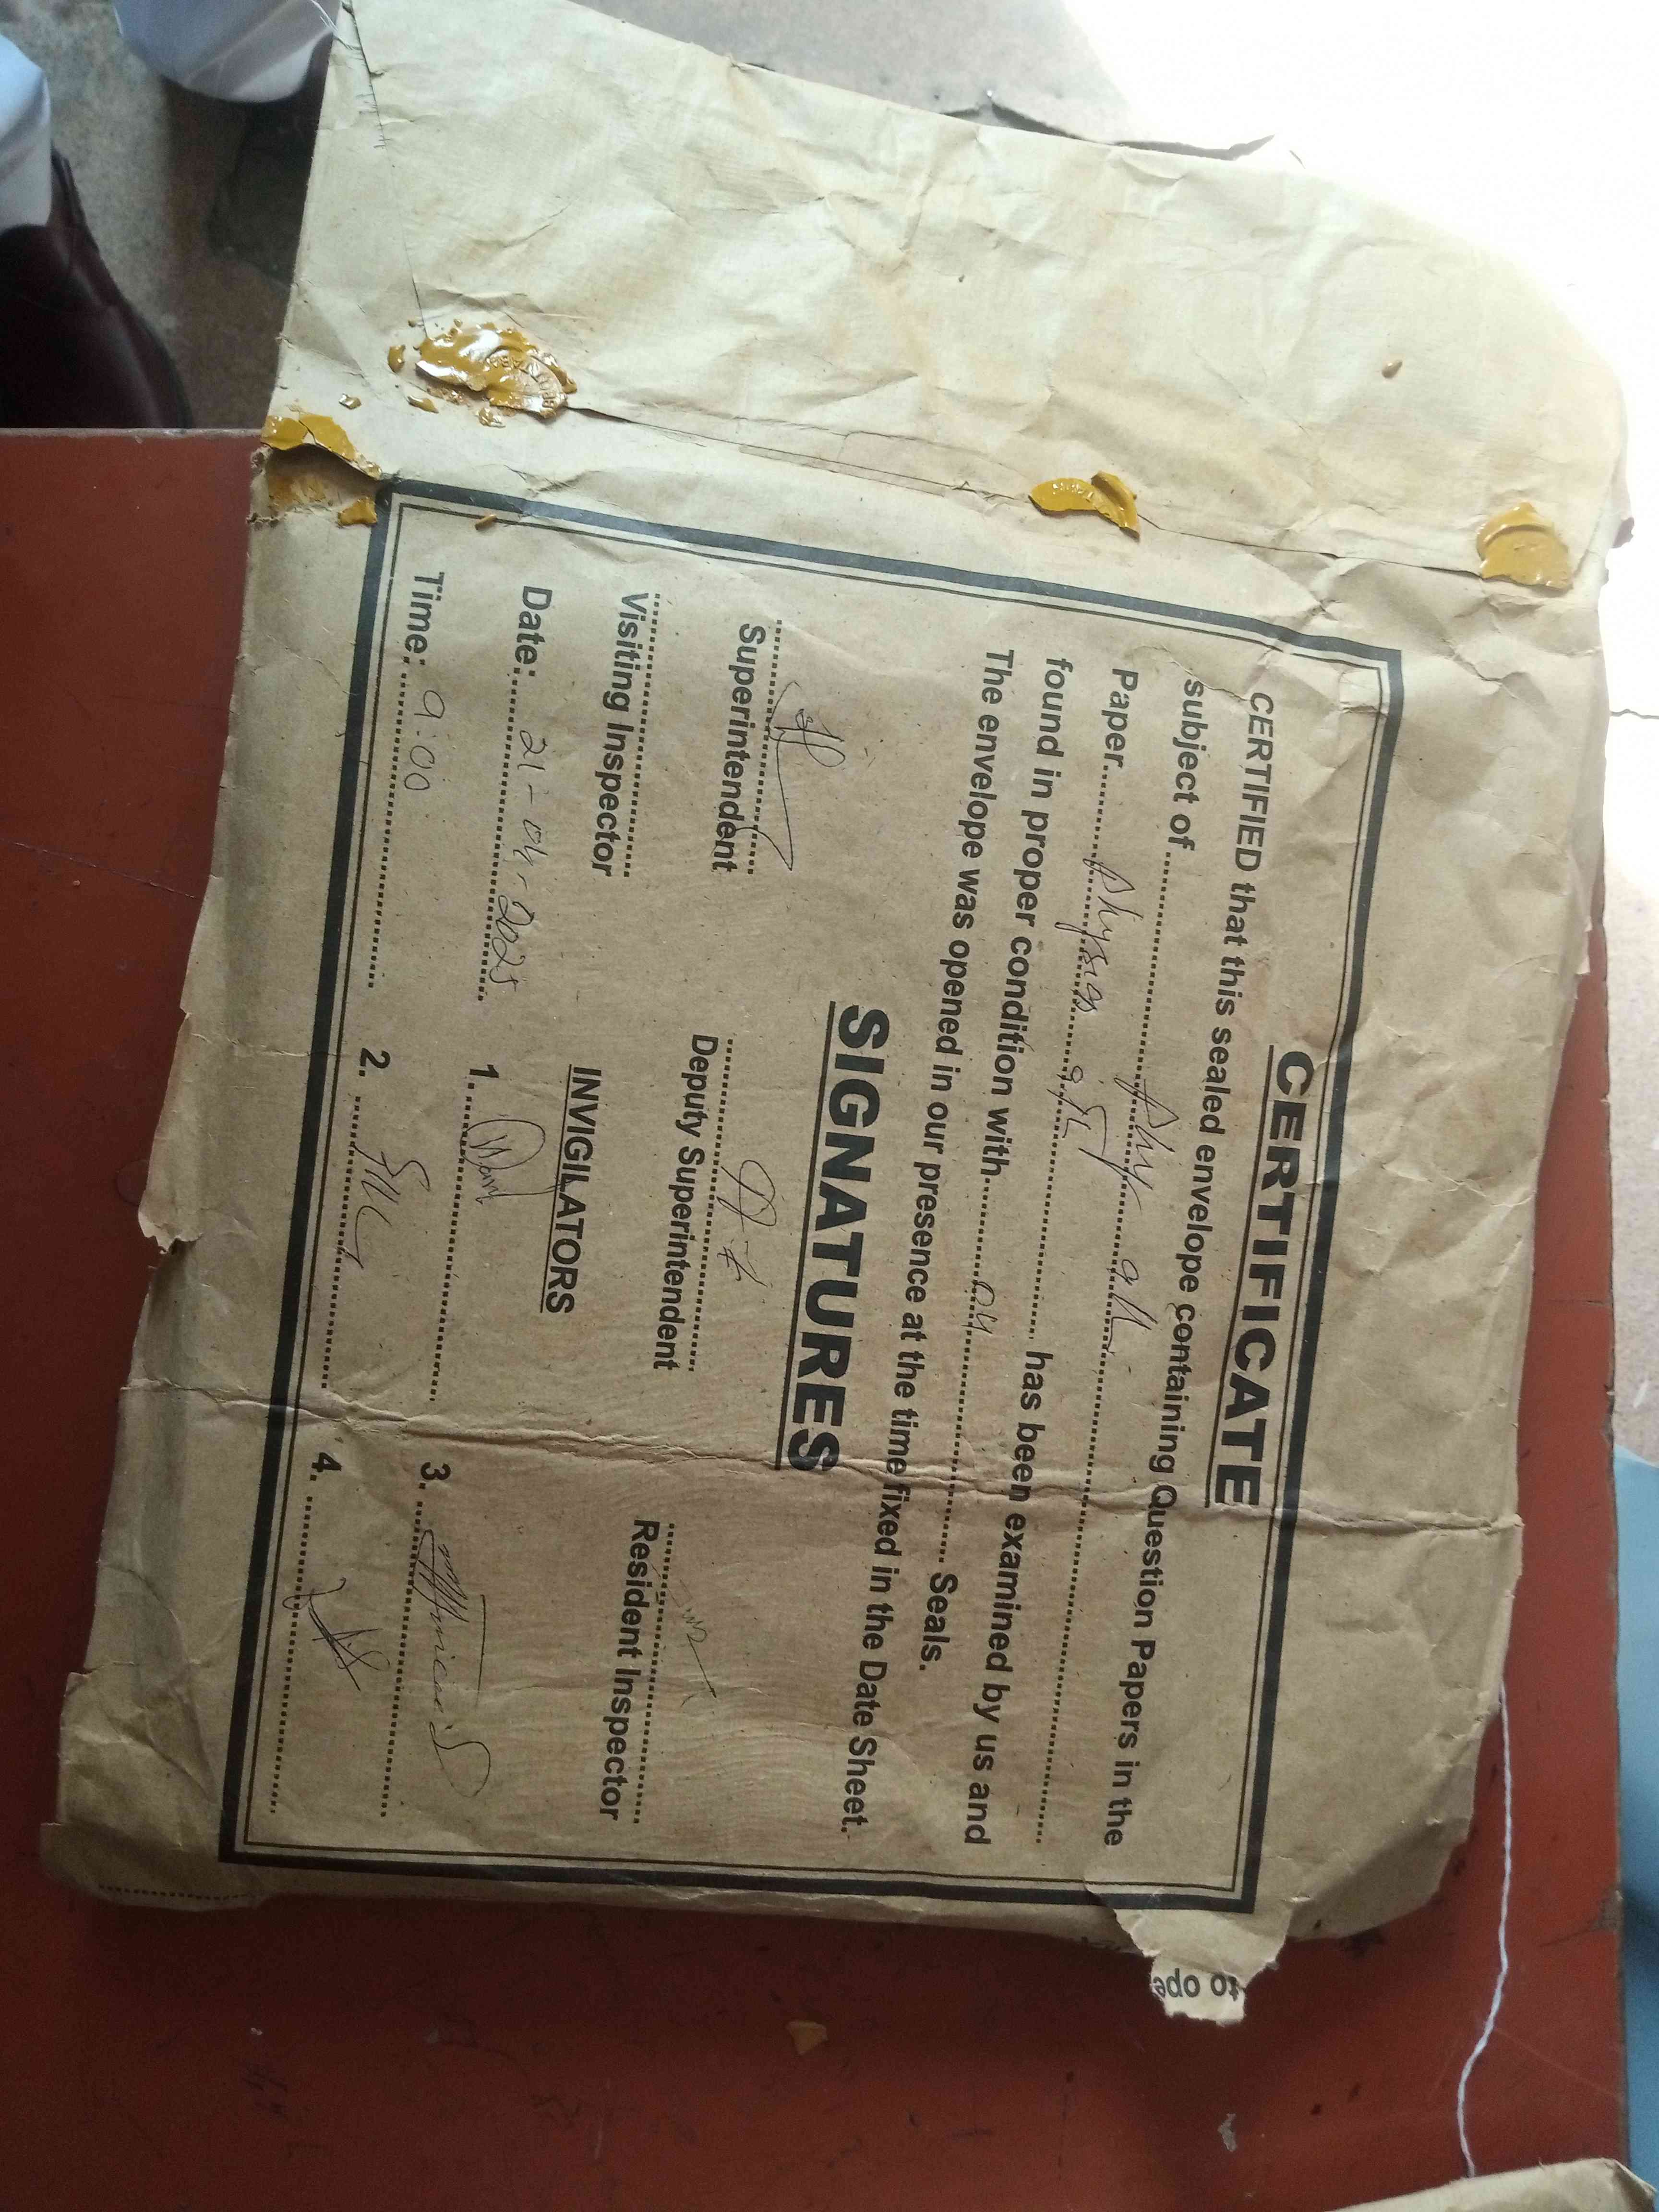 CERTIFICATE
CERTIFIED that this sealed envelope containing Question Papers in the
subject of.................... Phy 9th ....................
Paper...... Physics 9th .................... has been examined by us and
found in proper condition with........... 04 .................... Seals.
The envelope was opened in our presence at the time fixed in the Date Sheet.
SIGNATURES
Superintendent
Deputy Superintendent
Resident Inspector
Visiting Inspector
INVIGILATORS
Date:.... 21-04-2025
1.
3.
Time:.... 9:00 ....................
2.
4.
to ope